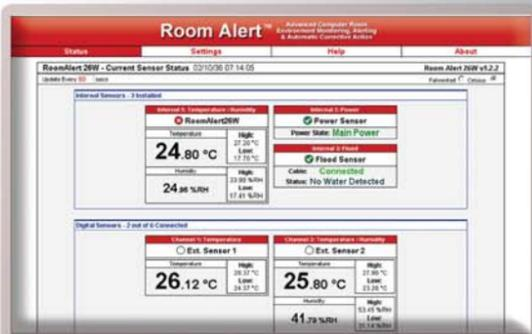 Room Alert™
Advanced Computer Room
Environment Monitoring, Alerting
& Automatic Corrective Action
Status Settings Help About
RoomAlert 26W - Current Sensor Status 02/10/36 07:14:05 Room Alert 26W v1.2.2
Update Every 60 secs Fahrenheit Celsius
Internal Sensors - 3 Installed
Internal 1: Temperature / Humidity
RoomAlert26W
Temperature
24.80 °C
High:
27.20 °C
Low:
17.70 °C
Humidity
24.96 %RH
High:
33.90 %RH
Low:
17.41 %RH
Internal 2: Power
Power Sensor
Power State: Main Power
Internal 3: Flood
Flood Sensor
Cable: Connected
Status: No Water Detected
Digital Sensors - 2 out of 6 Connected
Channel 1: Temperature
Ext. Sensor 1
Temperature
26.12 °C
High:
28.37 °C
Low:
24.37 °C
Channel 2: Temperature / Humidity
Ext. Sensor 2
Temperature
25.80 °C
High:
27.90 °C
Low:
23.20 °C
Humidity
41.79 %RH
High:
53.45 %RH
Low:
31.14 %RH